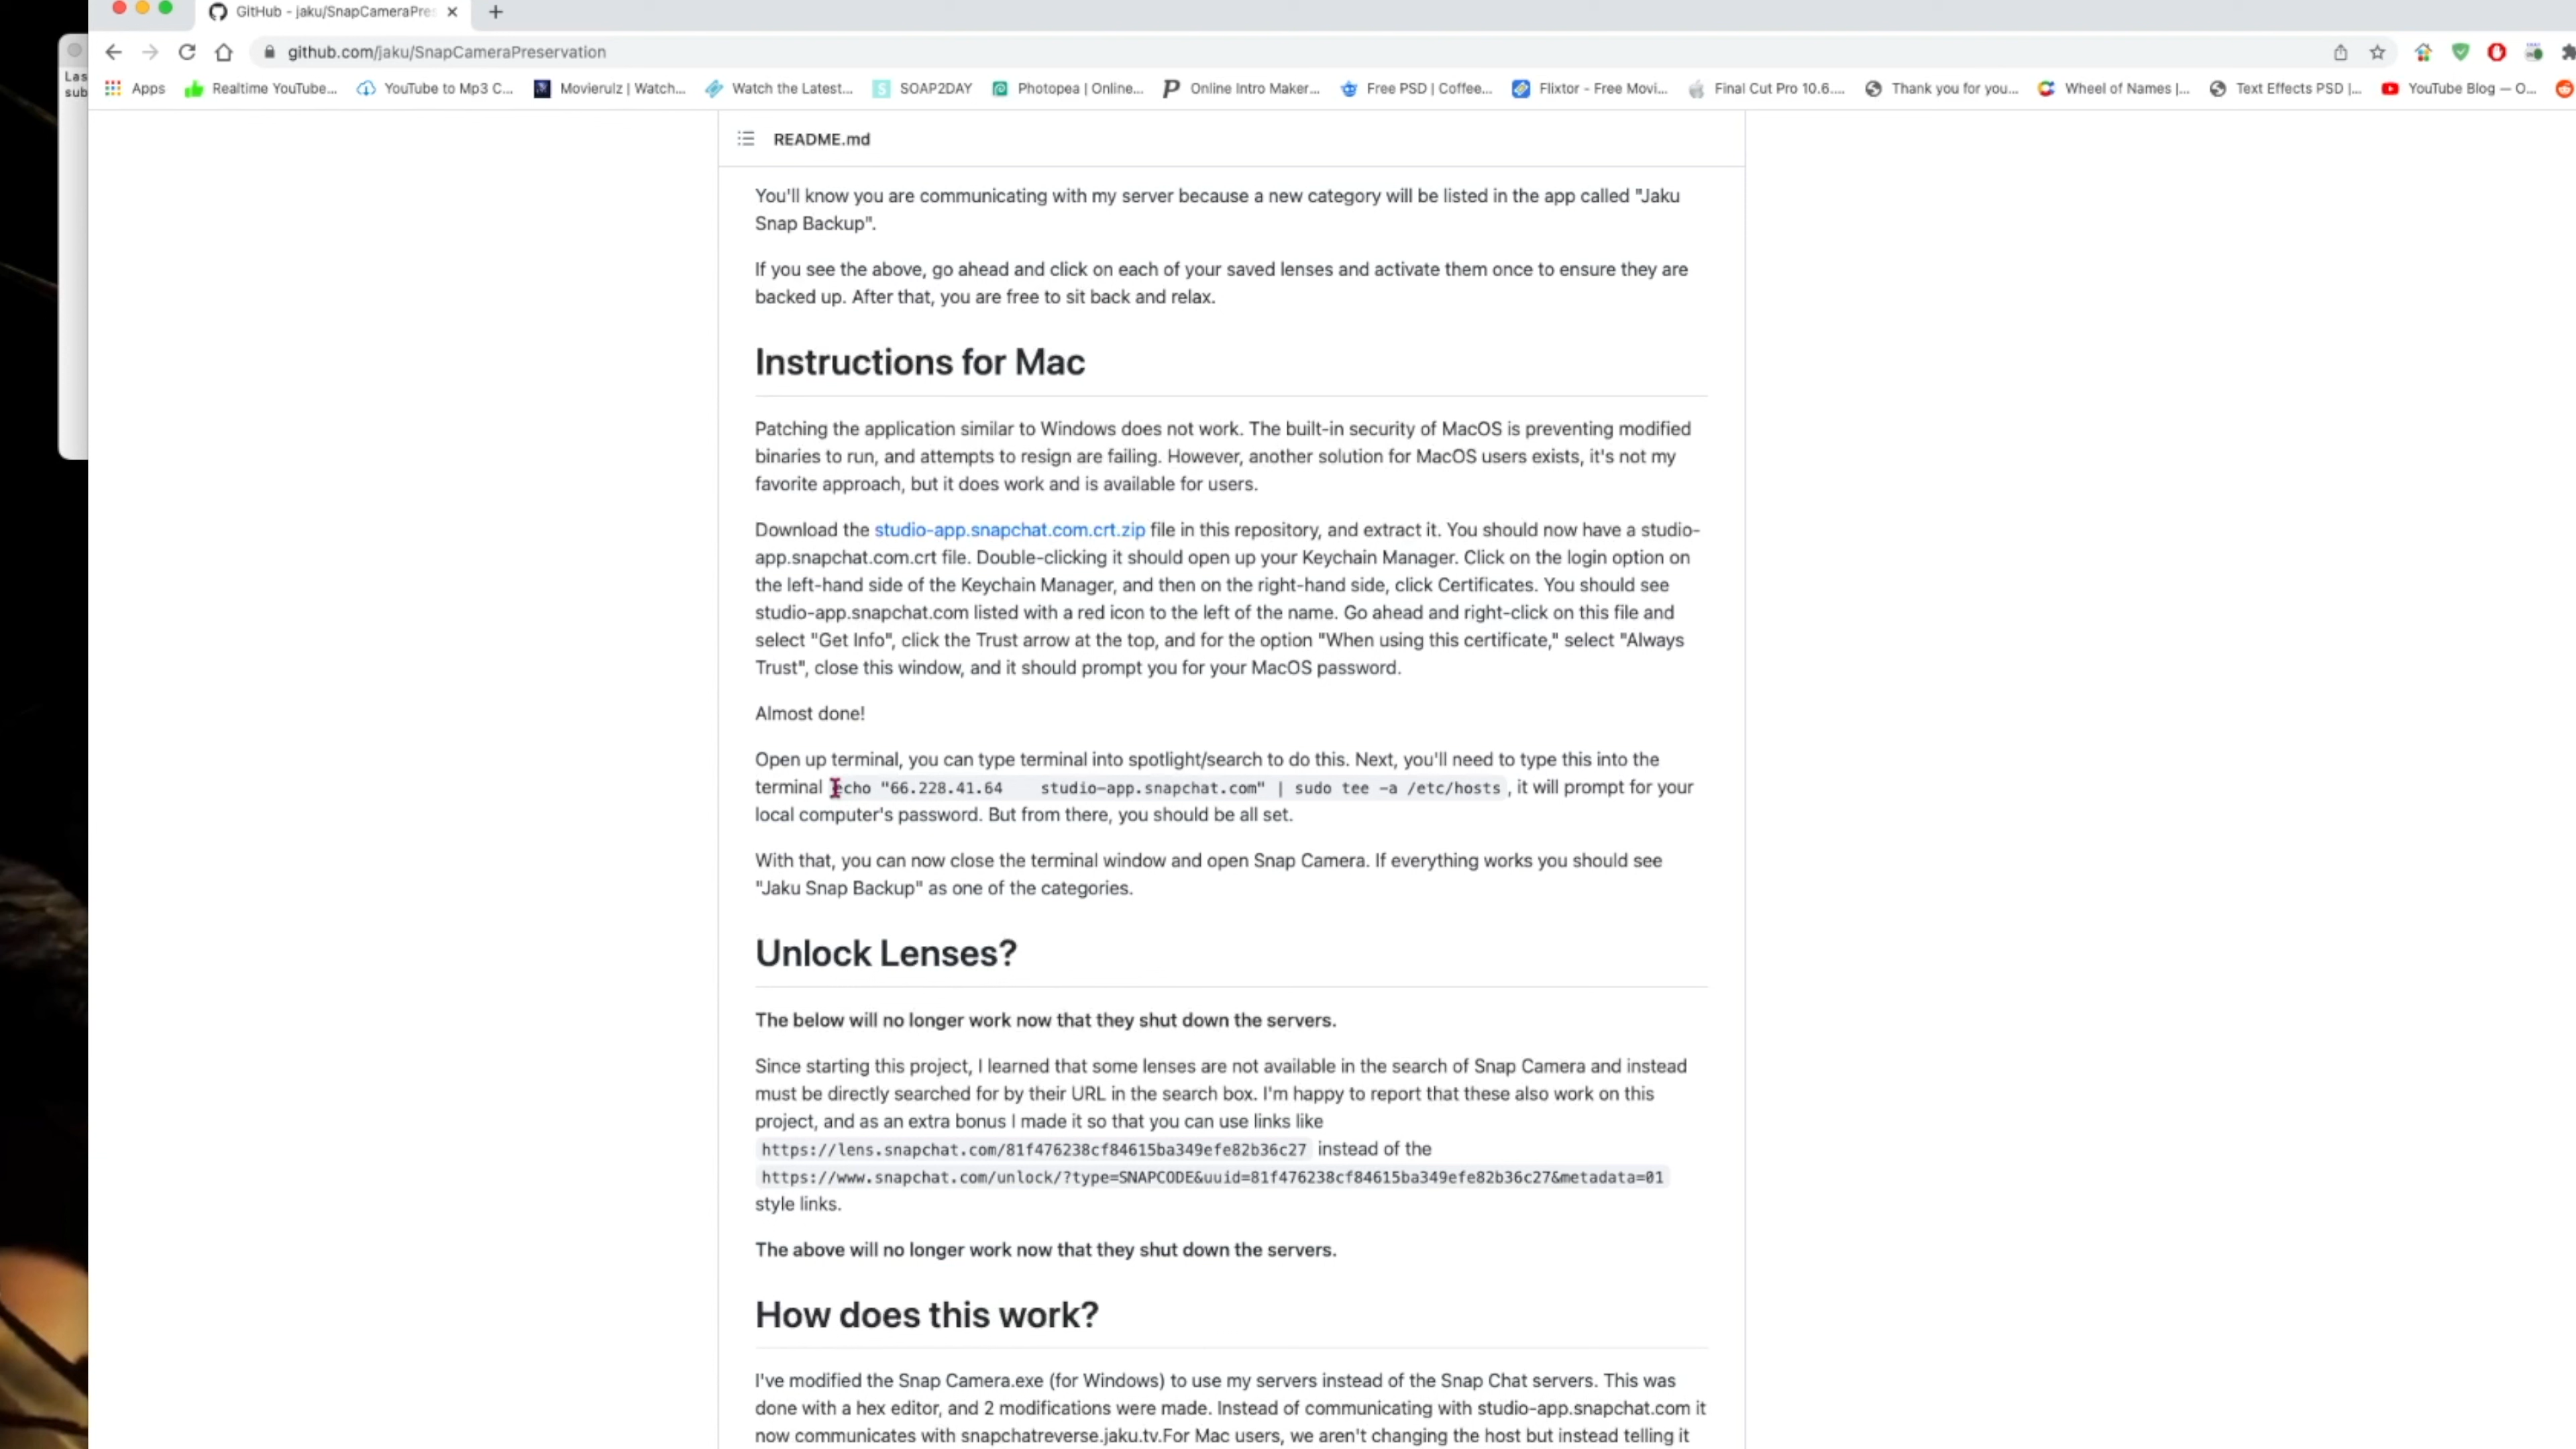 GitHub - jaku/SnapCameraPres
github.com/jaku/SnapCameraPreservation
Las
sub
Apps
Realtime YouTube...
YouTube to Mp3 C...
Movierulz | Watch...
Watch the Latest...
SOAP2DAY
Photopea | Online...
Online Intro Maker...
Free PSD | Coffee...
Flixtor - Free Movi...
Final Cut Pro 10.6....
Thank you for you...
Wheel of Names |...
Text Effects PSD |...
YouTube Blog — O...
README.md
You'll know you are communicating with my server because a new category will be listed in the app called "Jaku
Snap Backup".
If you see the above, go ahead and click on each of your saved lenses and activate them once to ensure they are
backed up. After that, you are free to sit back and relax.
Instructions for Mac
Patching the application similar to Windows does not work. The built-in security of MacOS is preventing modified
binaries to run, and attempts to resign are failing. However, another solution for MacOS users exists, it's not my
favorite approach, but it does work and is available for users.
Download the studio-app.snapchat.com.crt.zip file in this repository, and extract it. You should now have a studio-
app.snapchat.com.crt file. Double-clicking it should open up your Keychain Manager. Click on the login option on
the left-hand side of the Keychain Manager, and then on the right-hand side, click Certificates. You should see
studio-app.snapchat.com listed with a red icon to the left of the name. Go ahead and right-click on this file and
select "Get Info", click the Trust arrow at the top, and for the option "When using this certificate," select "Always
Trust", close this window, and it should prompt you for your MacOS password.
Almost done!
Open up terminal, you can type terminal into spotlight/search to do this. Next, you'll need to type this into the
terminal echo "66.228.41.64    studio-app.snapchat.com" | sudo tee -a /etc/hosts , it will prompt for your
local computer's password. But from there, you should be all set.
With that, you can now close the terminal window and open Snap Camera. If everything works you should see
"Jaku Snap Backup" as one of the categories.
Unlock Lenses?
The below will no longer work now that they shut down the servers.
Since starting this project, I learned that some lenses are not available in the search of Snap Camera and instead
must be directly searched for by their URL in the search box. I'm happy to report that these also work on this
project, and as an extra bonus I made it so that you can use links like
https://lens.snapchat.com/81f476238cf84615ba349efe82b36c27 instead of the
https://www.snapchat.com/unlock/?type=SNAPCODE&uuid=81f476238cf84615ba349efe82b36c27&metadata=01
style links.
The above will no longer work now that they shut down the servers.
How does this work?
I've modified the Snap Camera.exe (for Windows) to use my servers instead of the Snap Chat servers. This was
done with a hex editor, and 2 modifications were made. Instead of communicating with studio-app.snapchat.com it
now communicates with snapchatreverse.jaku.tv.For Mac users, we aren't changing the host but instead telling it